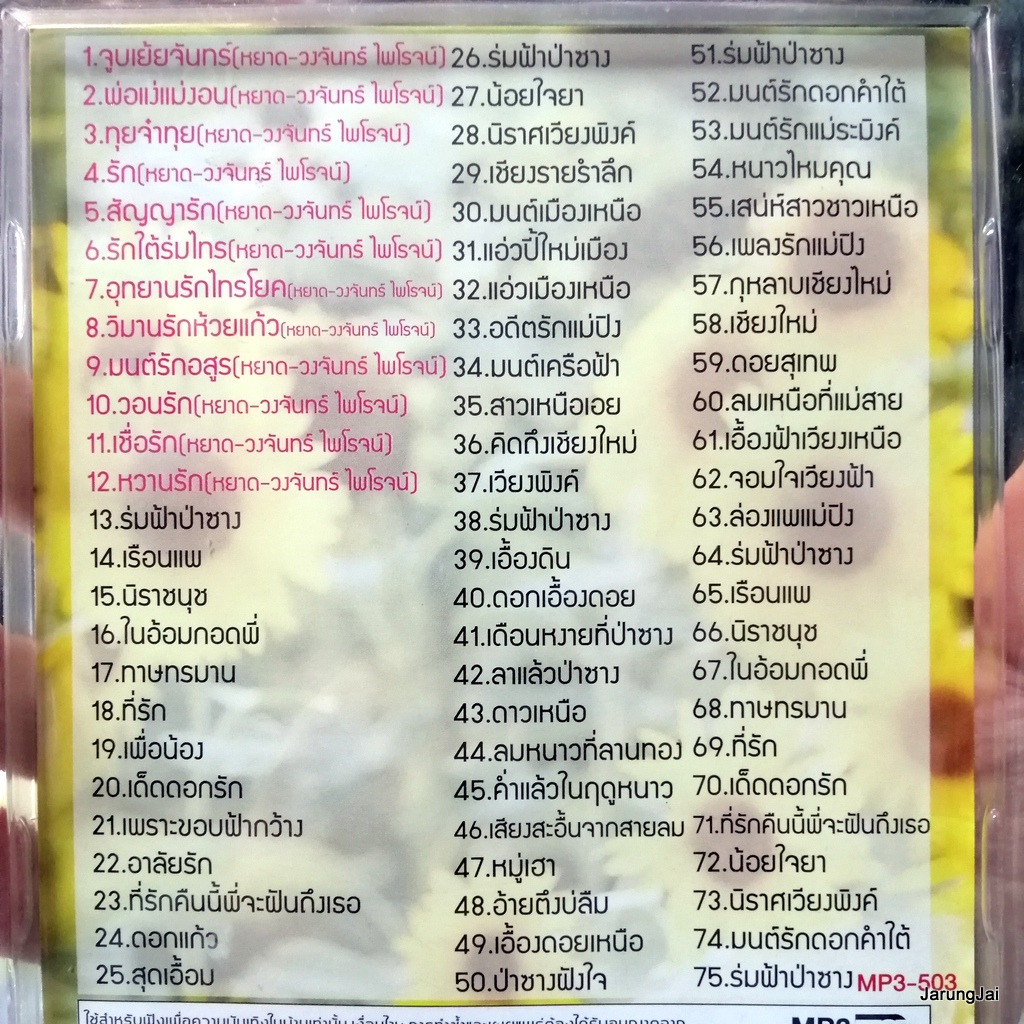 1.จูบเย้ยจันทร์(หยาด-วงจันทร์ ไพโรจน์)
2.พ่อแง่แม่งอน(หยาด-วงจันทร์ ไพโรจน์)
3.ทุยจ๋าทุย(หยาด-วงจันทร์ ไพโรจน์)
4.รัก(หยาด-วงจันทร์ ไพโรจน์)
5.สัญญารัก(หยาด-วงจันทร์ ไพโรจน์)
6.รักใต้ร่มไทร(หยาด-วงจันทร์ ไพโรจน์)
7.อุทยานรักไทรโยค(หยาด-วงจันทร์ ไพโรจน์)
8.วิมานรักห้วยแก้ว(หยาด-วงจันทร์ ไพโรจน์)
9.มนต์รักอสูร(หยาด-วงจันทร์ ไพโรจน์)
10.วอนรัก(หยาด-วงจันทร์ ไพโรจน์)
11.เชื่อรัก(หยาด-วงจันทร์ ไพโรจน์)
12.หวานรัก(หยาด-วงจันทร์ ไพโรจน์)
13.ร่มฟ้าป่าซาง
14.เรือนแพ
15.นิราชนุช
16.ในอ้อมกอดพี่
17.ทาษทรมาน
18.ที่รัก
19.เพื่อน้อง
20.เด็ดดอกรัก
21.เพราะขอบฟ้ากว้าง
22.อาลัยรัก
23.ที่รักคืนนี้พี่จะฝันถึงเธอ
24.ดอกแก้ว
25.สุดเอื้อม
26.ร่มฟ้าป่าซาง
27.น้อยใจยา
28.นิราศเวียงพิงค์
29.เชียงรายรำลึก
30.มนต์เมืองเหนือ
31.แอ่วปี้ใหม่เมือง
32.แอ่วเมืองเหนือ
33.อดีตรักแม่ปิง
34.มนต์เครือฟ้า
35.สาวเหนือเอย
36.คิดถึงเชียงใหม่
37.เวียงพิงค์
38.ร่มฟ้าป่าซาง
39.เอื้องดิน
40.ดอกเอื้องดอย
41.เดือนหงายที่ป่าซาง
42.ลาแล้วป่าซาง
43.ดาวเหนือ
44.ลมหนาวที่ลานทอง
45.ค่ำแล้วในฤดูหนาว
46.เสียงสะอื้นจากสายลม
47.หมู่เฮา
48.อ้ายตึงบ่ลืม
49.เอื้องดอยเหนือ
50.ป่าซางฝังใจ
51.ร่มฟ้าป่าซาง
52.มนต์รักดอกคำใต้
53.มนต์รักแม่ระมิงค์
54.หนาวไหมคุณ
55.เสน่ห์สาวชาวเหนือ
56.เพลงรักแม่ปิง
57.กุหลาบเชียงใหม่
58.เชียงใหม่
59.ดอยสุเทพ
60.ลมเหนือที่แม่สาย
61.เอื้องฟ้าเวียงเหนือ
62.จอมใจเวียงฟ้า
63.ล่องแพแม่ปิง
64.ร่มฟ้าป่าซาง
65.เรือนแพ
66.นิราชนุช
67.ในอ้อมกอดพี่
68.ทาษทรมาน
69.ที่รัก
70.เด็ดดอกรัก
71.ที่รักคืนนี้พี่จะฝันถึงเธอ
72.น้อยใจยา
73.นิราศเวียงพิงค์
74.มนต์รักดอกคำใต้
75.ร่มฟ้าป่าซาง MP3-503
JarungJai